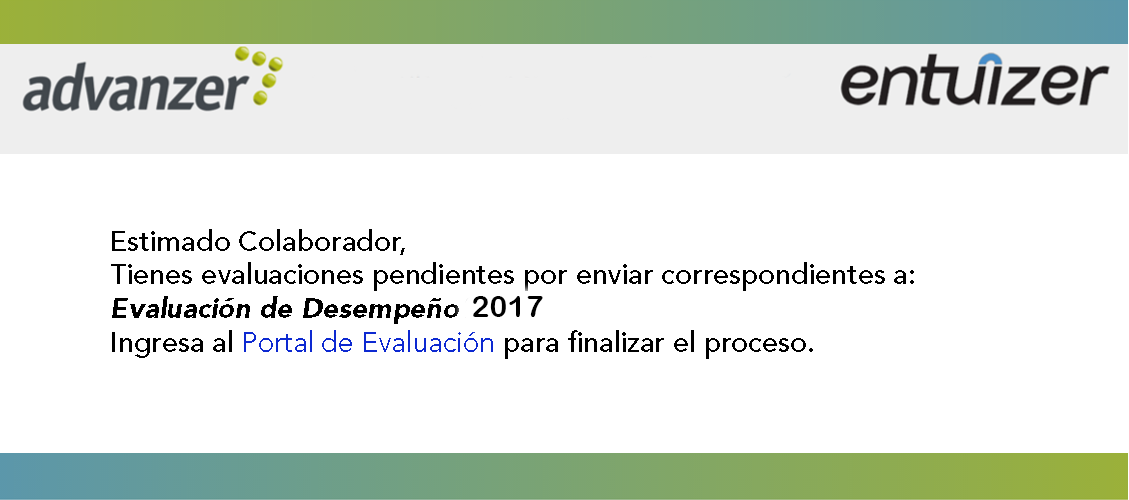 advanzer
entuizer
Estimado Colaborador,
Tienes evaluaciones pendientes por enviar correspondientes a:
Evaluación de Desempeño 2017
Ingresa al Portal de Evaluación para finalizar el proceso.